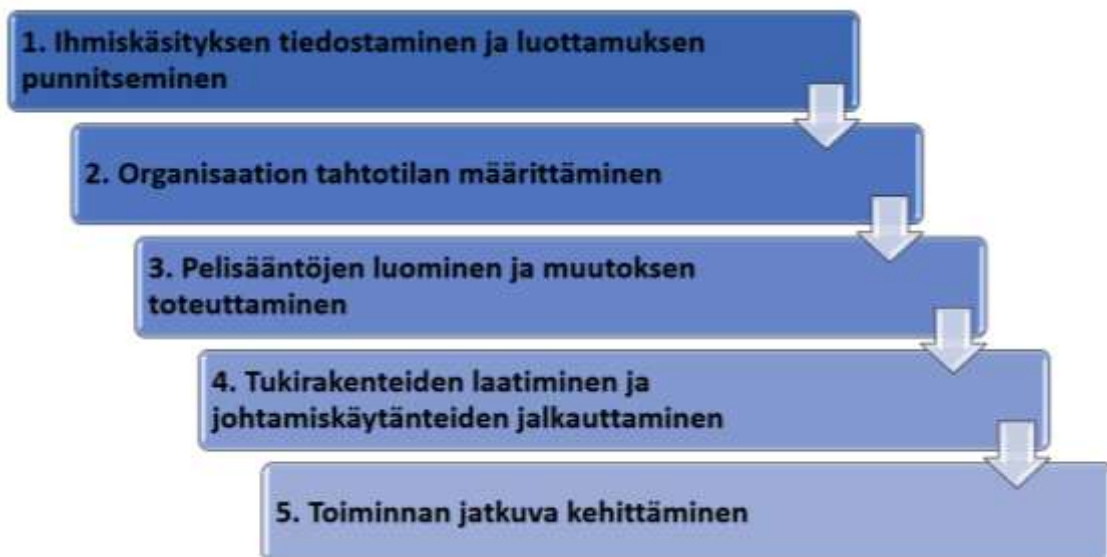 1. Ihmiskäsityksen tiedostaminen ja luottamuksen
punnitseminen
2. Organisaation tahtotilan määrittäminen
3. Pelisääntöjen luominen ja muutoksen
toteuttaminen
4. Tukirakenteiden laatiminen ja
johtamiskäytänteiden jalkauttaminen
5. Toiminnan jatkuva kehittäminen